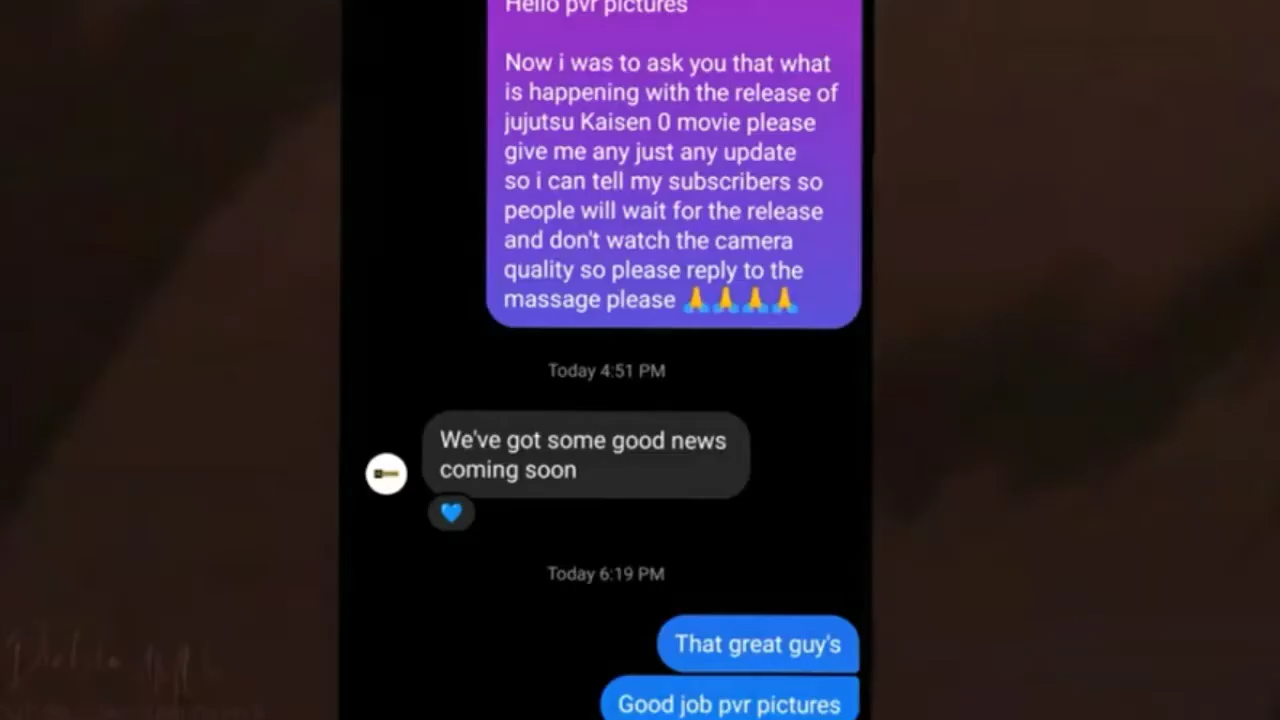 Hello pvr pictures
Now i was to ask you that what
is happening with the release of
jujutsu Kaisen 0 movie please
give me any just any update
so i can tell my subscribers so
people will wait for the release
and don't watch the camera
quality so please reply to the
massage please 🙏🙏🙏🙏
Today 4:51 PM
We've got some good news
coming soon
💙
Today 6:19 PM
That great guy's
Good job pvr pictures